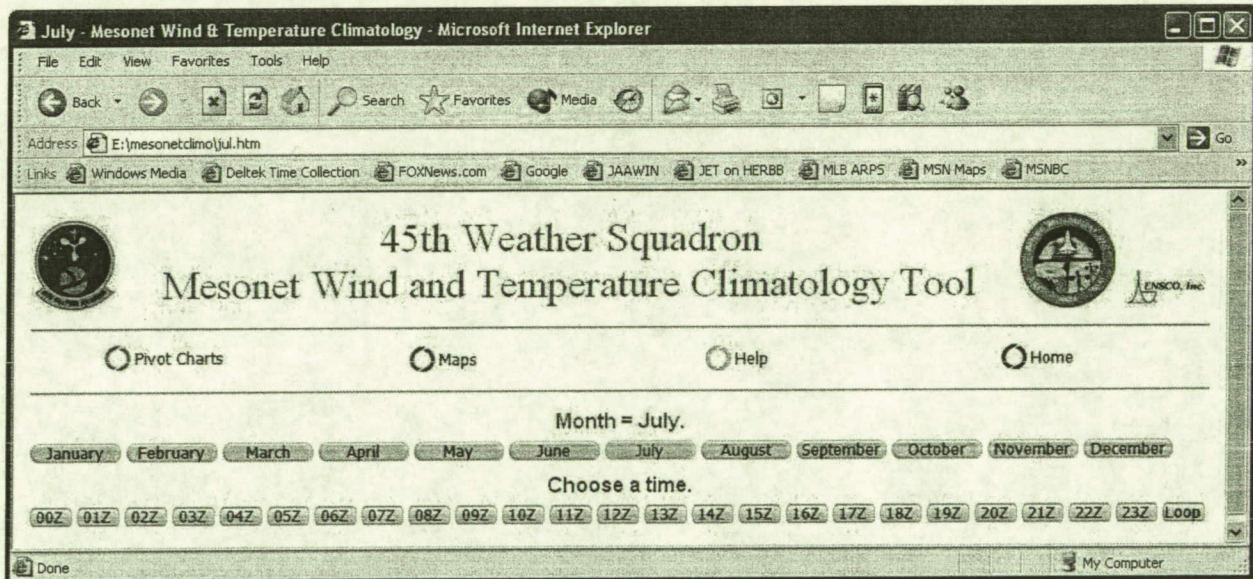 July - Mesonet Wind & Temperature Climatology - Microsoft Internet Explorer
File Edit View Favorites Tools Help
Back Search Favorites Media
Address E:\mesonetclimo\jul.htm Go
Links Windows Media Deltek Time Collection FOXNews.com Google JAAWIN JET on HERBB MLB ARPS MSN Maps MSNBC »
45th Weather Squadron
Mesonet Wind and Temperature Climatology Tool
ENSCO, Inc.
Pivot Charts Maps Help Home
Month = July.
January February March April May June July August September October November December
Choose a time.
00Z 01Z 02Z 03Z 04Z 05Z 06Z 07Z 08Z 09Z 10Z 11Z 12Z 13Z 14Z 15Z 16Z 17Z 18Z 19Z 20Z 21Z 22Z 23Z Loop
Done My Computer